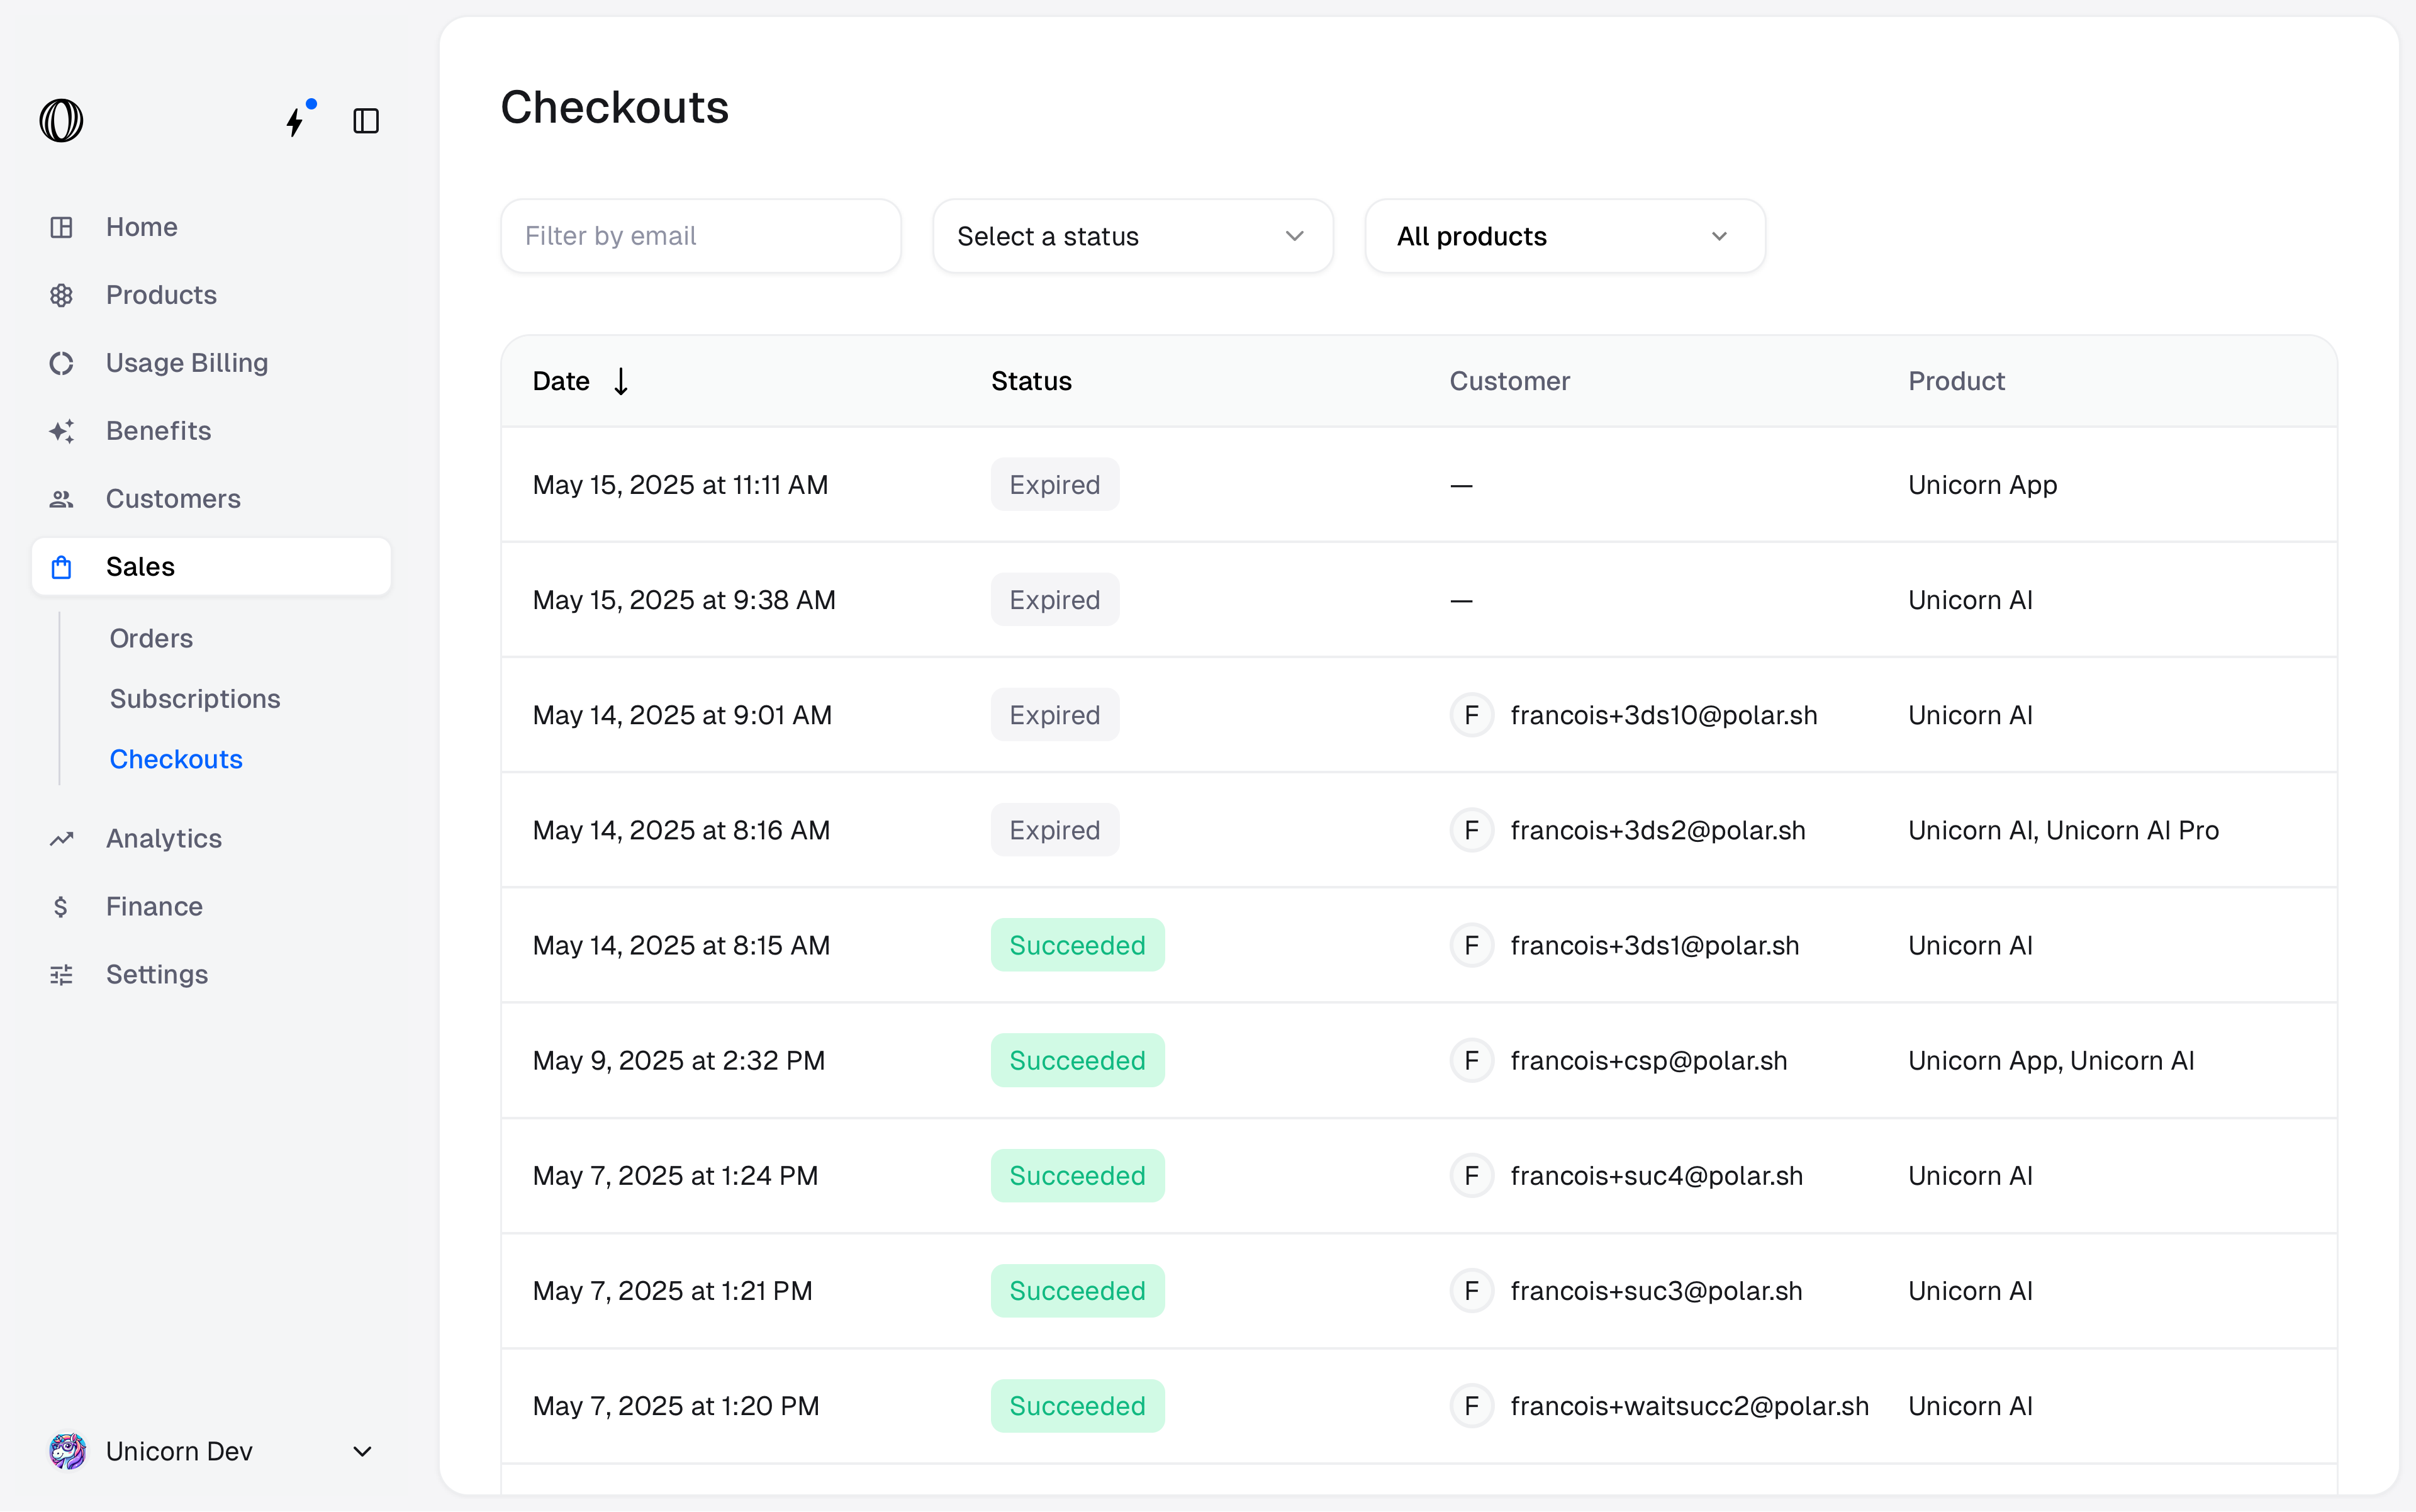 Checkouts
Home
Products
Usage Billing
Benefits
Customers
Sales
Orders
Subscriptions
Checkouts
Analytics
Finance
Settings
Unicorn Dev
Filter by email
Select a status
All products
Date ↓ Status Customer Product
May 15, 2025 at 11:11 AM Expired — Unicorn App
May 15, 2025 at 9:38 AM Expired — Unicorn AI
May 14, 2025 at 9:01 AM Expired F francois+3ds10@polar.sh Unicorn AI
May 14, 2025 at 8:16 AM Expired F francois+3ds2@polar.sh Unicorn AI, Unicorn AI Pro
May 14, 2025 at 8:15 AM Succeeded F francois+3ds1@polar.sh Unicorn AI
May 9, 2025 at 2:32 PM Succeeded F francois+csp@polar.sh Unicorn App, Unicorn AI
May 7, 2025 at 1:24 PM Succeeded F francois+suc4@polar.sh Unicorn AI
May 7, 2025 at 1:21 PM Succeeded F francois+suc3@polar.sh Unicorn AI
May 7, 2025 at 1:20 PM Succeeded F francois+waitsucc2@polar.sh Unicorn AI